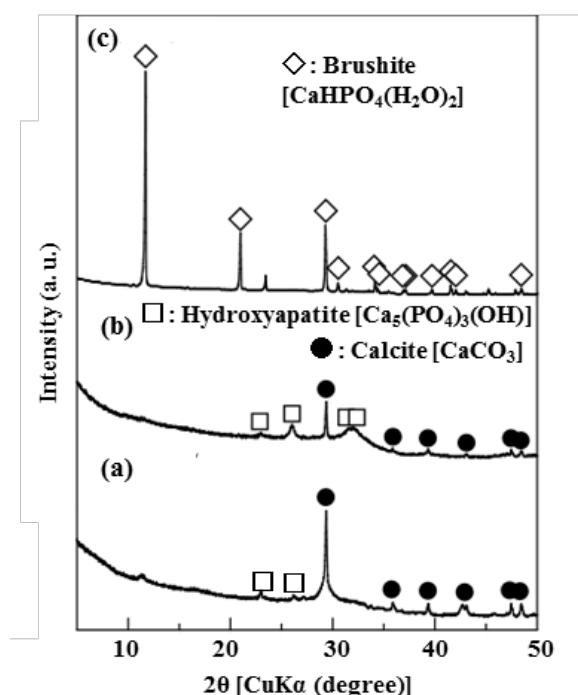 (c)
◇: Brushite
[CaHPO₄(H₂O)₂]
□: Hydroxyapatite [Ca₅(PO₄)₃(OH)]
(b)
●: Calcite [CaCO₃]
(a)
Intensity (a. u.)
10 20 30 40 50
2θ [CuKα (degree)]